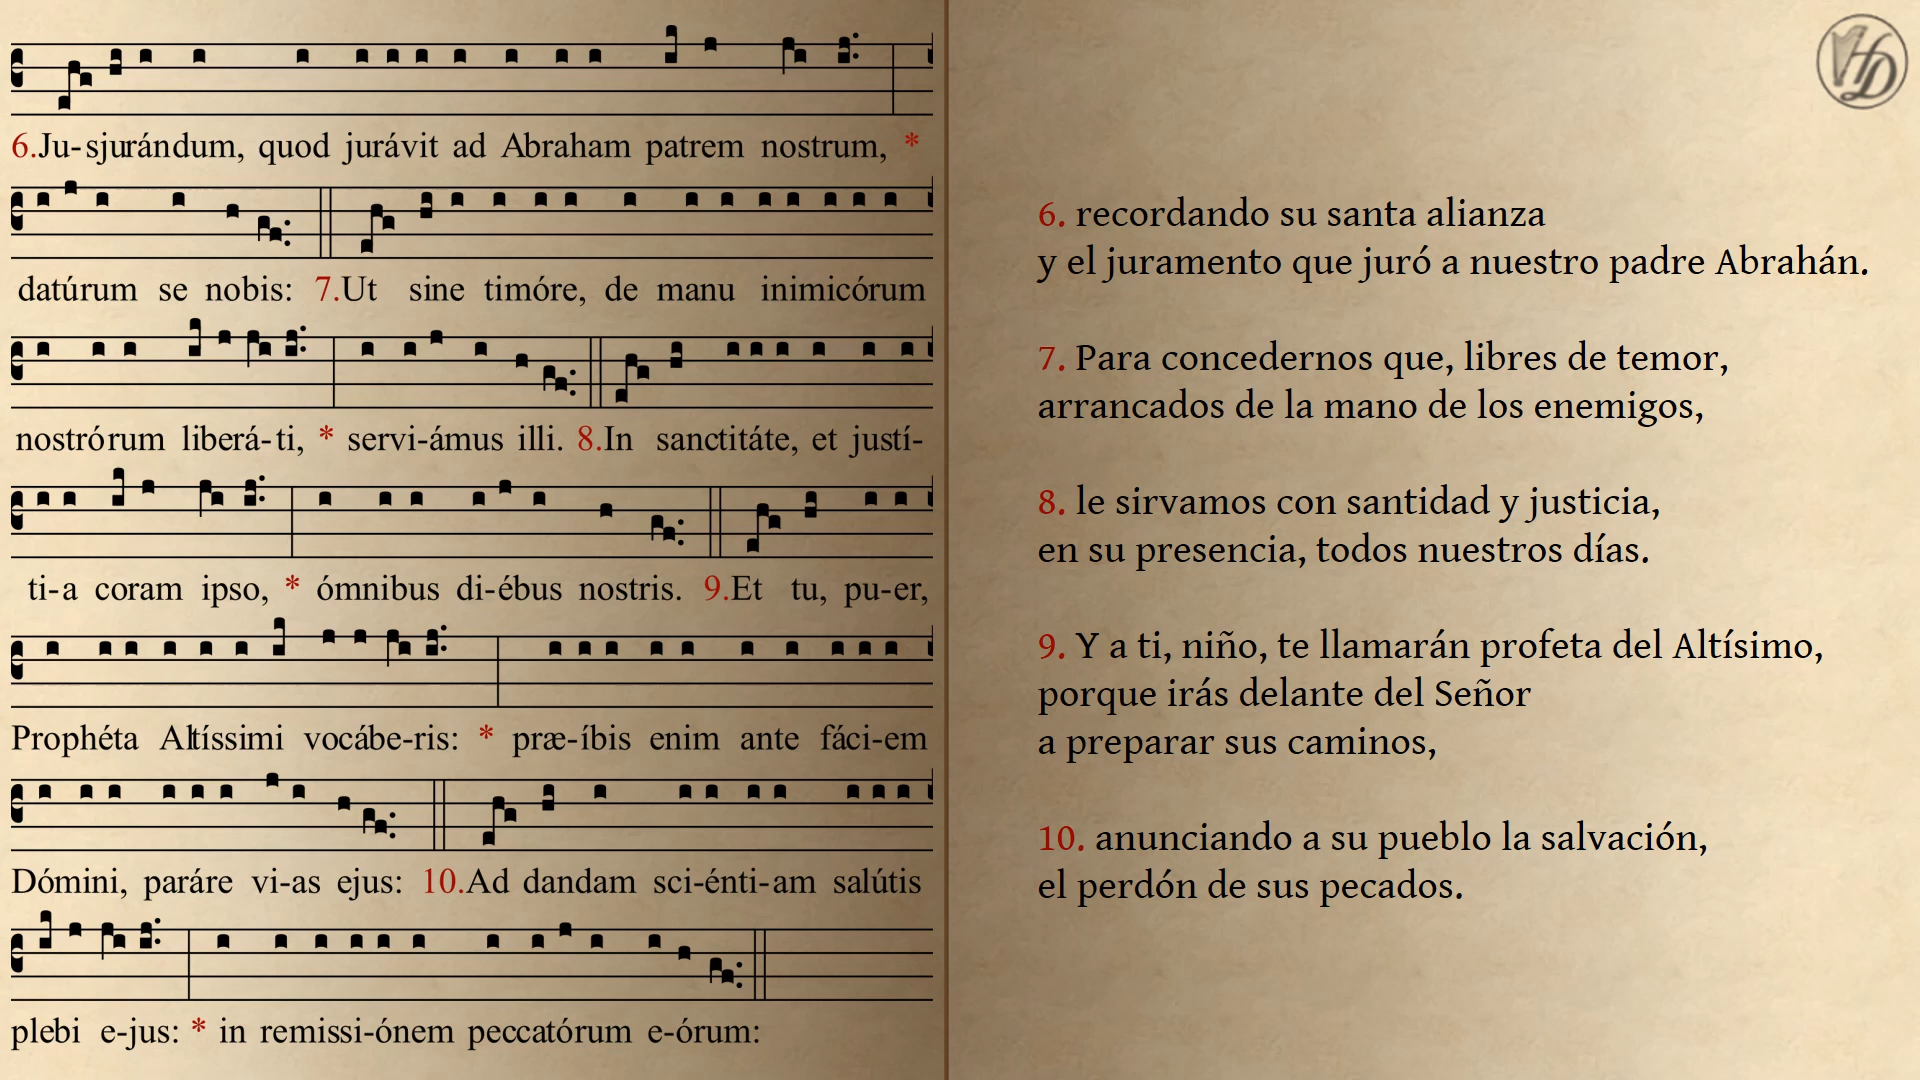 6.Ju-sjurándum, quod jurávit ad Abraham patrem nostrum, *
datúrum se nobis: 7.Ut sine timóre, de manu inimicórum
nostrórum liberá-ti, * servi-ámus illi. 8.In sanctitáte, et justí-
ti-a coram ipso, * ómnibus di-ébus nostris. 9.Et tu, pu-er,
Prophéta Altíssimi vocábe-ris: * præ-íbis enim ante fáci-em
Dómini, paráre vi-as ejus: 10.Ad dandam sci-énti-am salútis
plebi e-jus: * in remissi-ónem peccatórum e-órum:
HD
6. recordando su santa alianza
y el juramento que juró a nuestro padre Abrahán.
7. Para concedernos que, libres de temor,
arrancados de la mano de los enemigos,
8. le sirvamos con santidad y justicia,
en su presencia, todos nuestros días.
9. Y a ti, niño, te llamarán profeta del Altísimo,
porque irás delante del Señor
a preparar sus caminos,
10. anunciando a su pueblo la salvación,
el perdón de sus pecados.